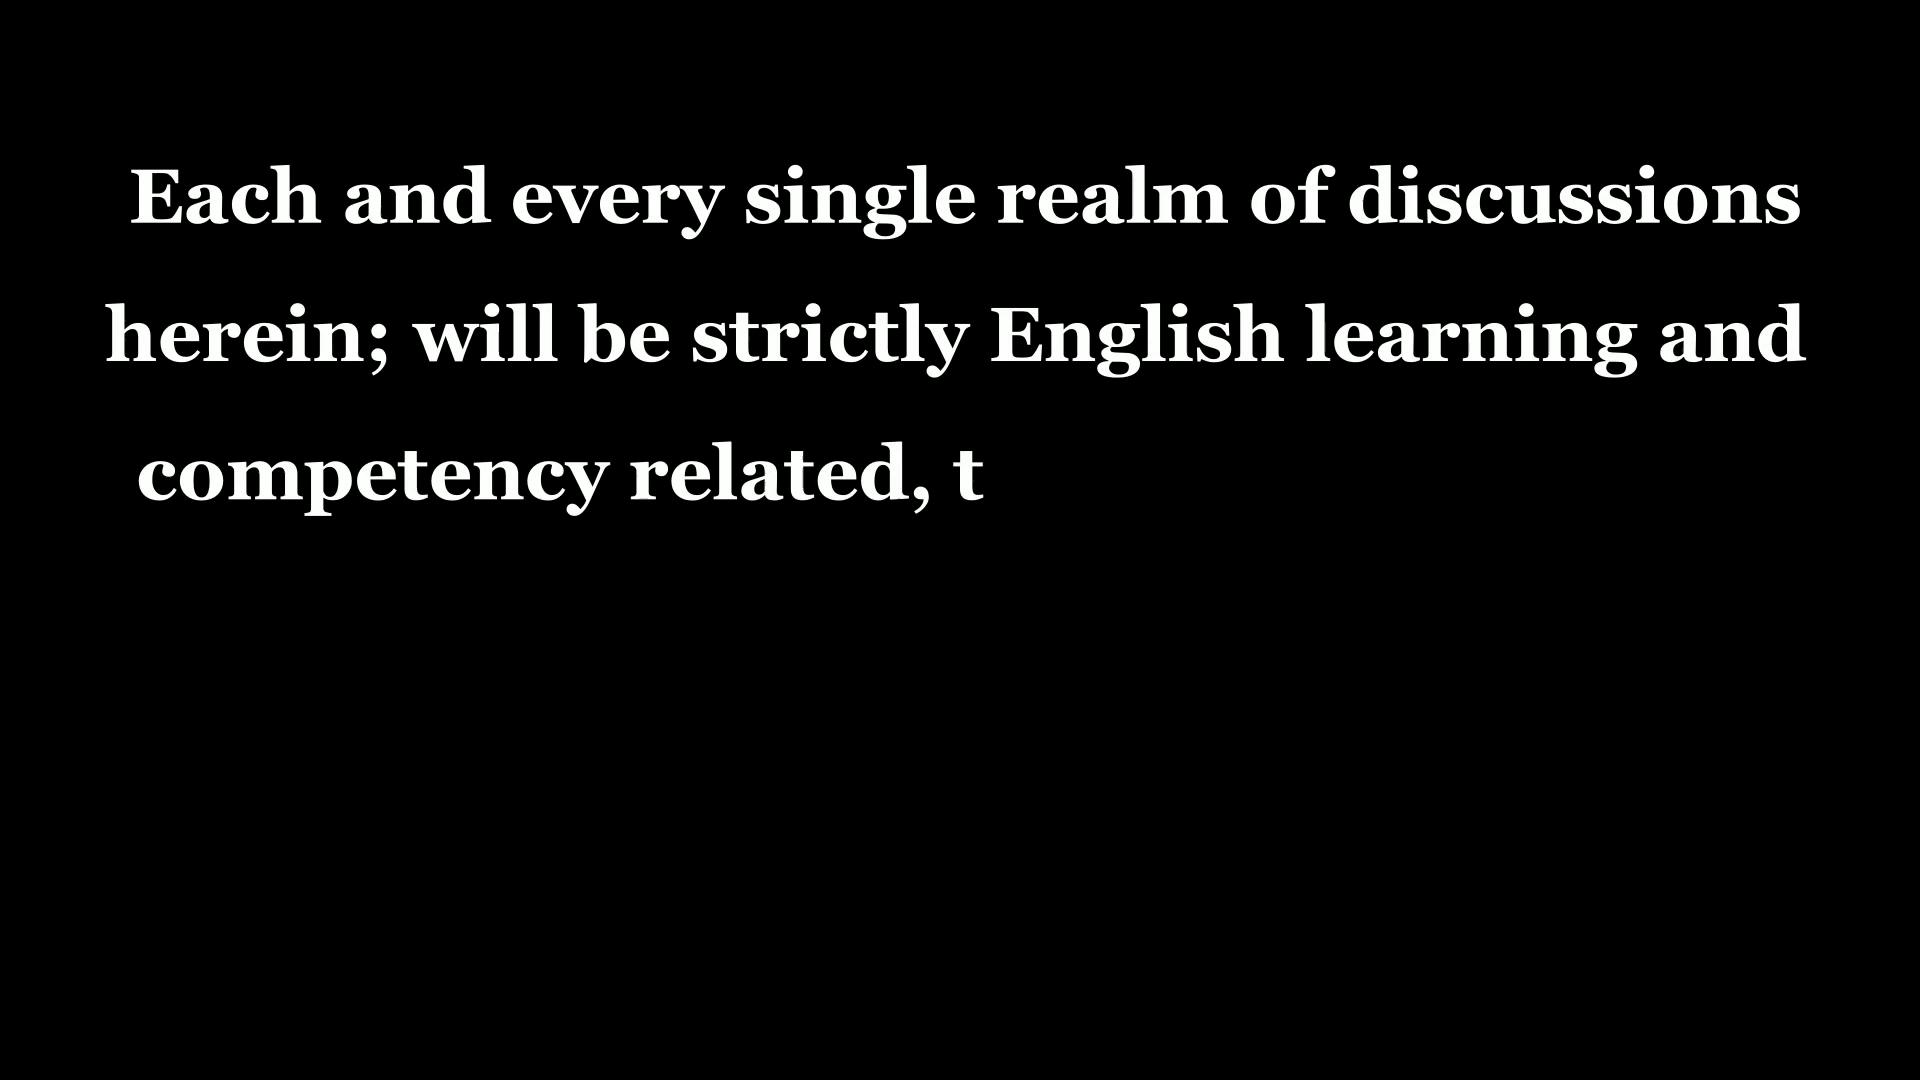 Each and every single realm of discussions
herein; will be strictly English learning and
competency related, t